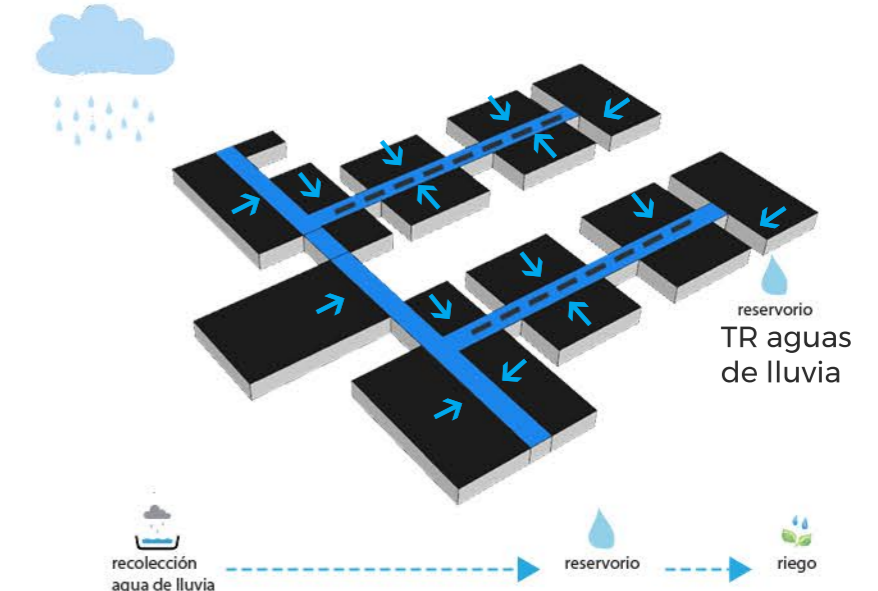 reservorio
TR aguas
de lluvia
recolección
agua de lluvia
reservorio
riego